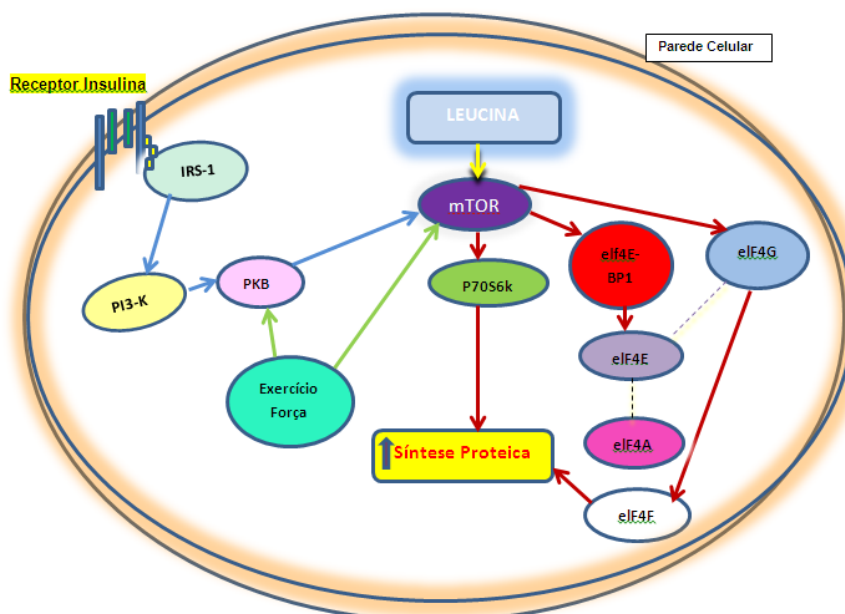 Parede Celular
Receptor Insulina
LEUCINA
IRS-1
mTOR
elf4E-
BP1
elF4G
PI3-K
PKB
P70S6k
elF4E
Exercício
Força
Síntese Proteica
elF4A
elF4F